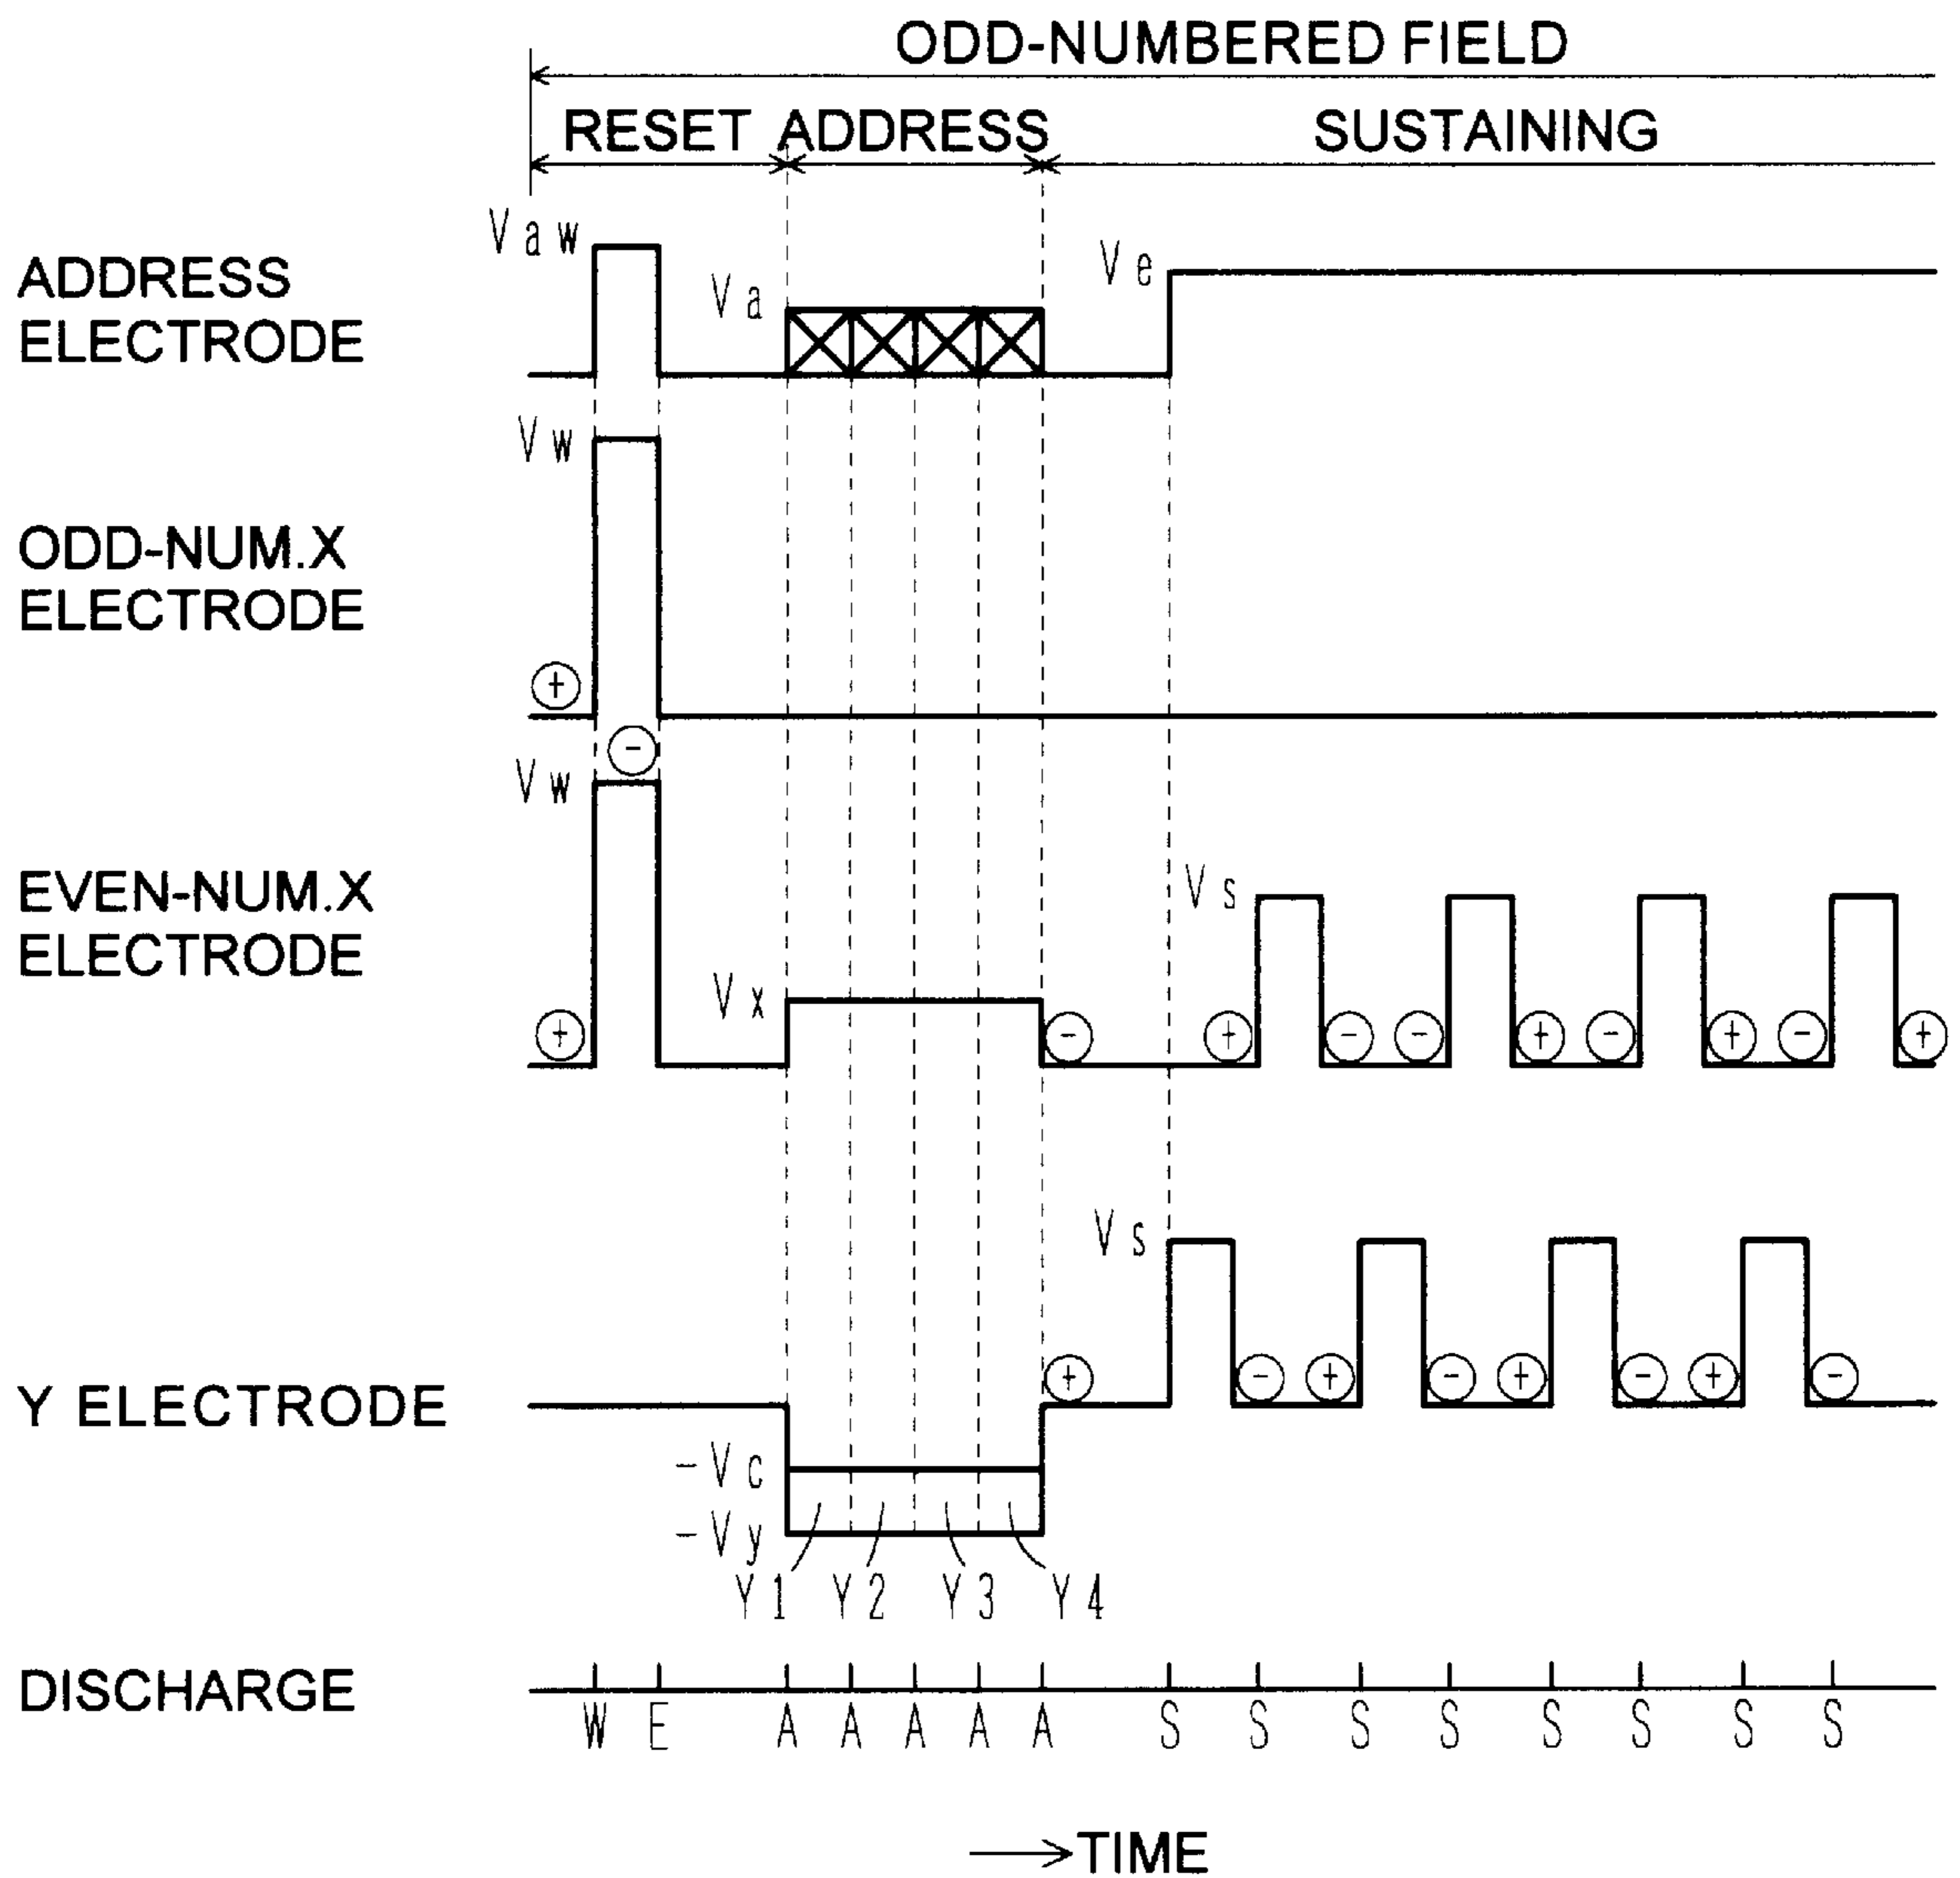 ODD-NUMBERED FIELD
RESET ADDRESS SUSTAINING
Vaw
Va
Ve
ADDRESS
ELECTRODE
Vw
ODD-NUM.X
ELECTRODE
+
-
Vw
EVEN-NUM.X
ELECTRODE
Vs
Vx
+ - + - - + - + - +
Vs
Y ELECTRODE
+ - + - + - + -
-Vc
-Vy
Y1 Y2 Y3 Y4
DISCHARGE
W E A A A A A S S S S S S S S
→TIME